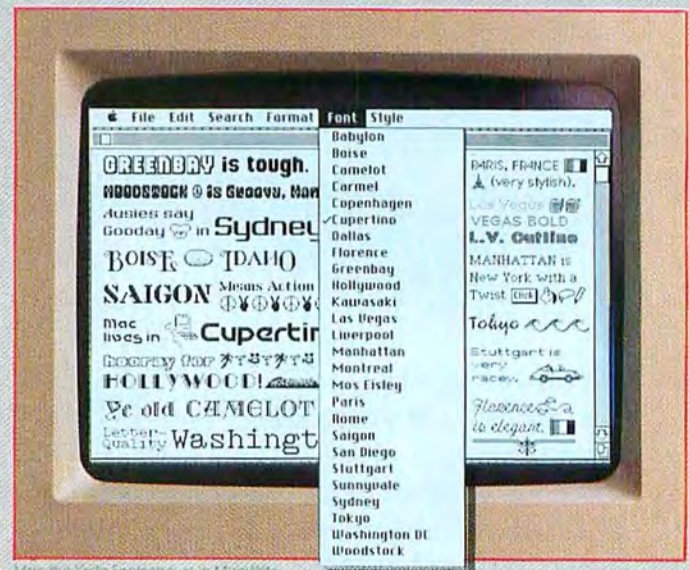 File Edit Search Format Font Style
GREENBAY is tough.
WOODSTOCK is Groovy, Man
Ausies say
Gooday in Sydney
BOISE IDAHO
SAIGON Means Action
Mac
lives in Cupertin
hooray for
HOLLYWOOD!
Ye old CAMELOT
Letter-
Quality Washingt
Babylon
Boise
Camelot
Carmel
Copenhagen
✓Cupertino
Dallas
Florence
Greenbay
Hollywood
Kawasaki
Las Vegas
Liverpool
Manhattan
Montreal
Mos Eisley
Paris
Rome
Saigon
San Diego
Stuttgart
Sunnyvale
Sydney
Tokyo
Washington DC
Woodstock
PARIS, FRANCE
(very stylish).
Las Vegas
VEGAS BOLD
L.V. Outline
MANHATTAN is
New York with a
Twist Click
Tokyo
Stuttgart is
very
racey.
Florence
is elegant.